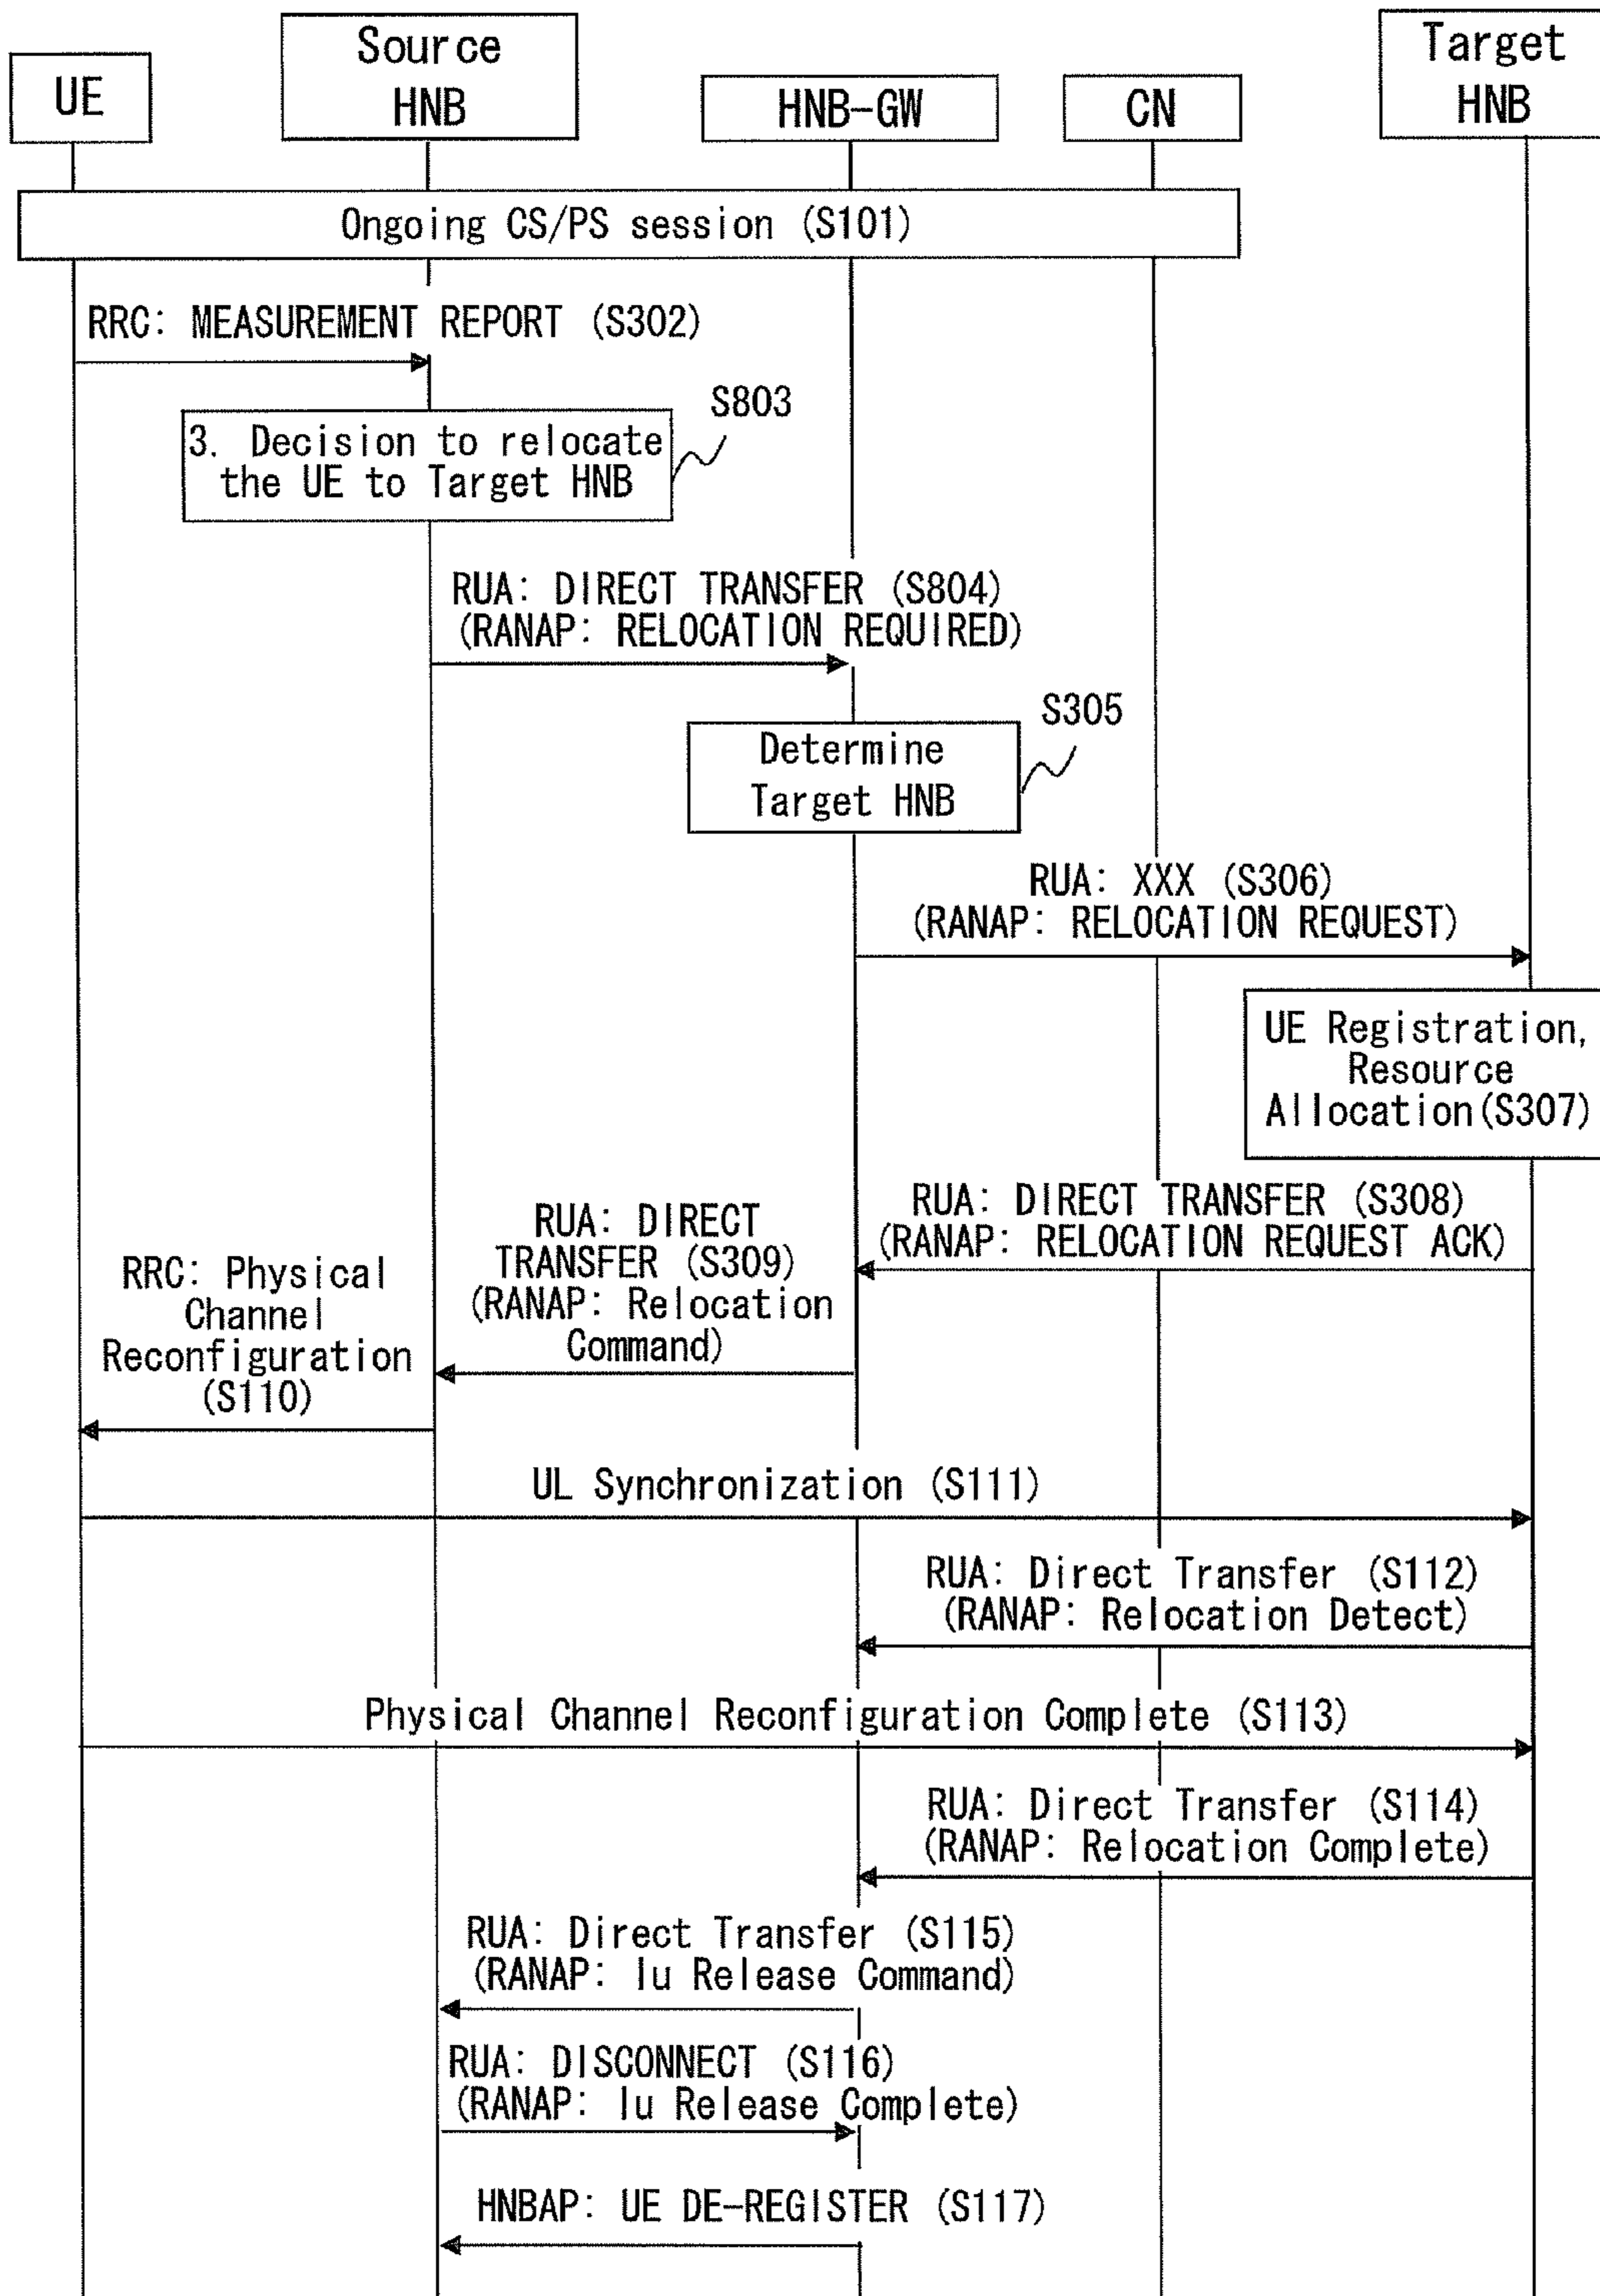 UE
Source
HNB
HNB-GW
CN
Target
HNB
Ongoing CS/PS session (S101)
RRC: MEASUREMENT REPORT (S302)
S803
3. Decision to relocate
the UE to Target HNB
RUA: DIRECT TRANSFER (S804)
(RANAP: RELOCATION REQUIRED)
S305
Determine
Target HNB
RUA: XXX (S306)
(RANAP: RELOCATION REQUEST)
UE Registration,
Resource
Allocation(S307)
RUA: DIRECT TRANSFER (S308)
(RANAP: RELOCATION REQUEST ACK)
RUA: DIRECT
TRANSFER (S309)
(RANAP: Relocation
Command)
RRC: Physical
Channel
Reconfiguration
(S110)
UL Synchronization (S111)
RUA: Direct Transfer (S112)
(RANAP: Relocation Detect)
Physical Channel Reconfiguration Complete (S113)
RUA: Direct Transfer (S114)
(RANAP: Relocation Complete)
RUA: Direct Transfer (S115)
(RANAP: Iu Release Command)
RUA: DISCONNECT (S116)
(RANAP: Iu Release Complete)
HNBAP: UE DE-REGISTER (S117)